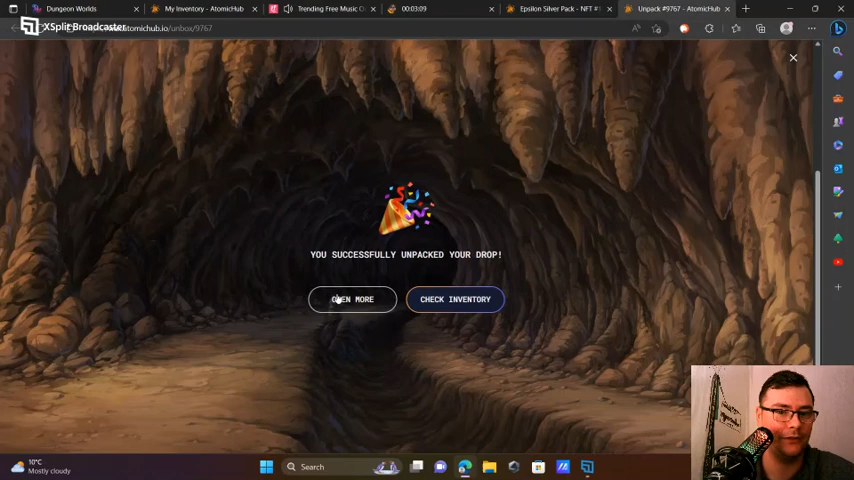 Dungeon Worlds
My Inventory - AtomicHub
Trending Free Music O
00:03:09
Epsilon Silver Pack - NFT #1
Unpack #9767 - AtomicHub
XSplit Broadcaster
.atomichub.io/unbox/9767
YOU SUCCESSFULLY UNPACKED YOUR DROP!
OPEN MORE
CHECK INVENTORY
10°C
Mostly cloudy
Search